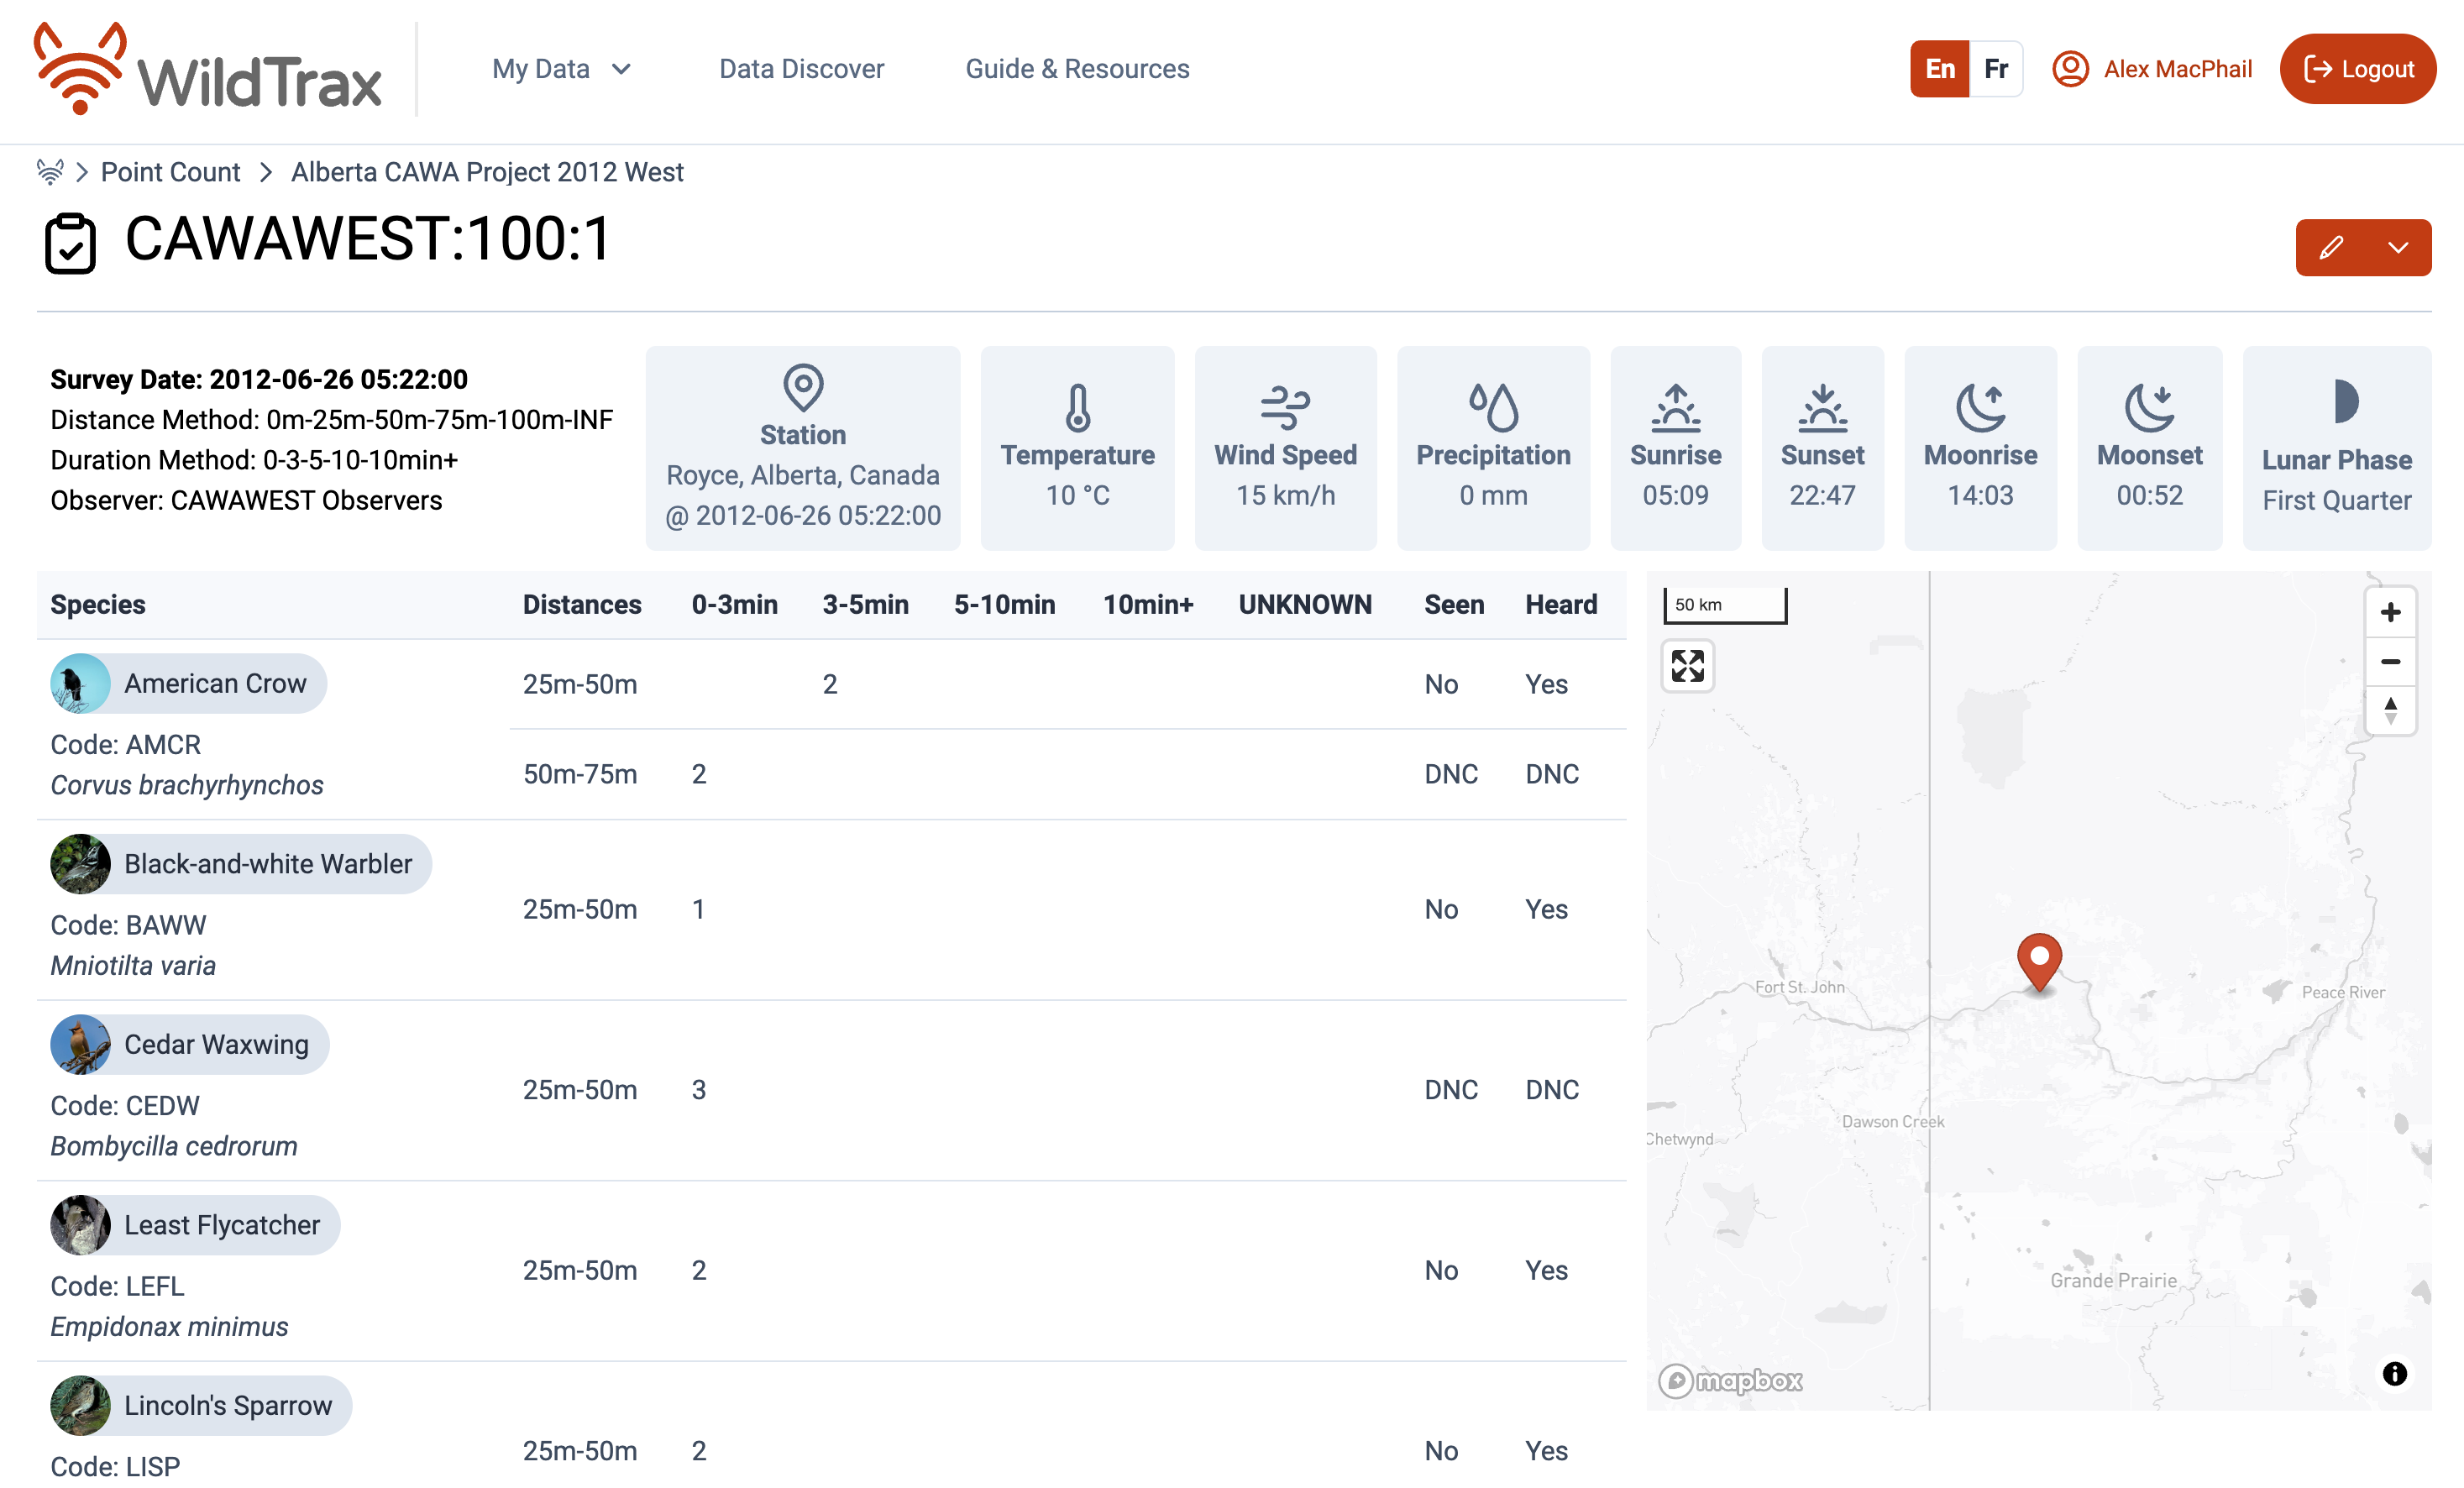 WildTrax
My Data
Data Discover
Guide & Resources
En Fr
Alex MacPhail
Logout
Point Count
Alberta CAWA Project 2012 West
CAWAWEST:100:1
Survey Date: 2012-06-26 05:22:00
Distance Method: 0m-25m-50m-75m-100m-INF
Duration Method: 0-3-5-10-10min+
Observer: CAWAWEST Observers
Station
Royce, Alberta, Canada
@ 2012-06-26 05:22:00
Temperature
10 °C
Wind Speed
15 km/h
Precipitation
0 mm
Sunrise
05:09
Sunset
22:47
Moonrise
14:03
Moonset
00:52
Lunar Phase
First Quarter
Species Distances 0-3min 3-5min 5-10min 10min+ UNKNOWN Seen Heard
American Crow
Code: AMCR
Corvus brachyrhynchos
25m-50m 2 No Yes
50m-75m 2 DNC DNC
Black-and-white Warbler
Code: BAWW
Mniotilta varia
25m-50m 1 No Yes
Cedar Waxwing
Code: CEDW
Bombycilla cedrorum
25m-50m 3 DNC DNC
Least Flycatcher
Code: LEFL
Empidonax minimus
25m-50m 2 No Yes
Lincoln's Sparrow
Code: LISP
25m-50m 2 No Yes
50 km
Fort St. John
Peace River
Dawson Creek
Chetwynd
Grande Prairie
mapbox